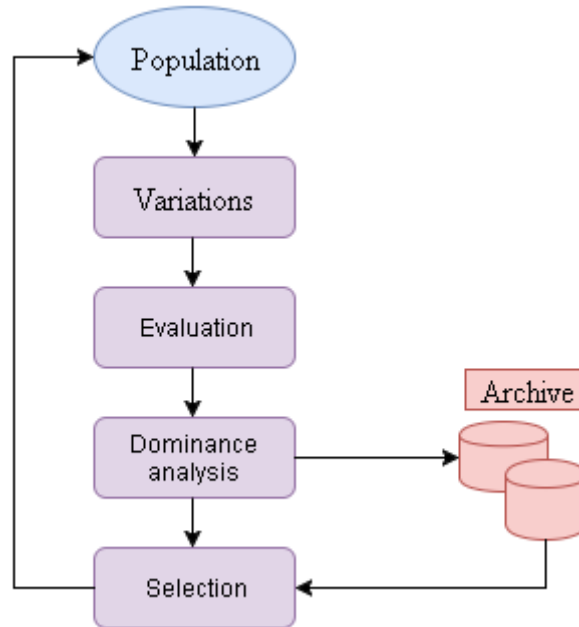 Population
Variations
Evaluation
Archive
Dominance
analysis
Selection